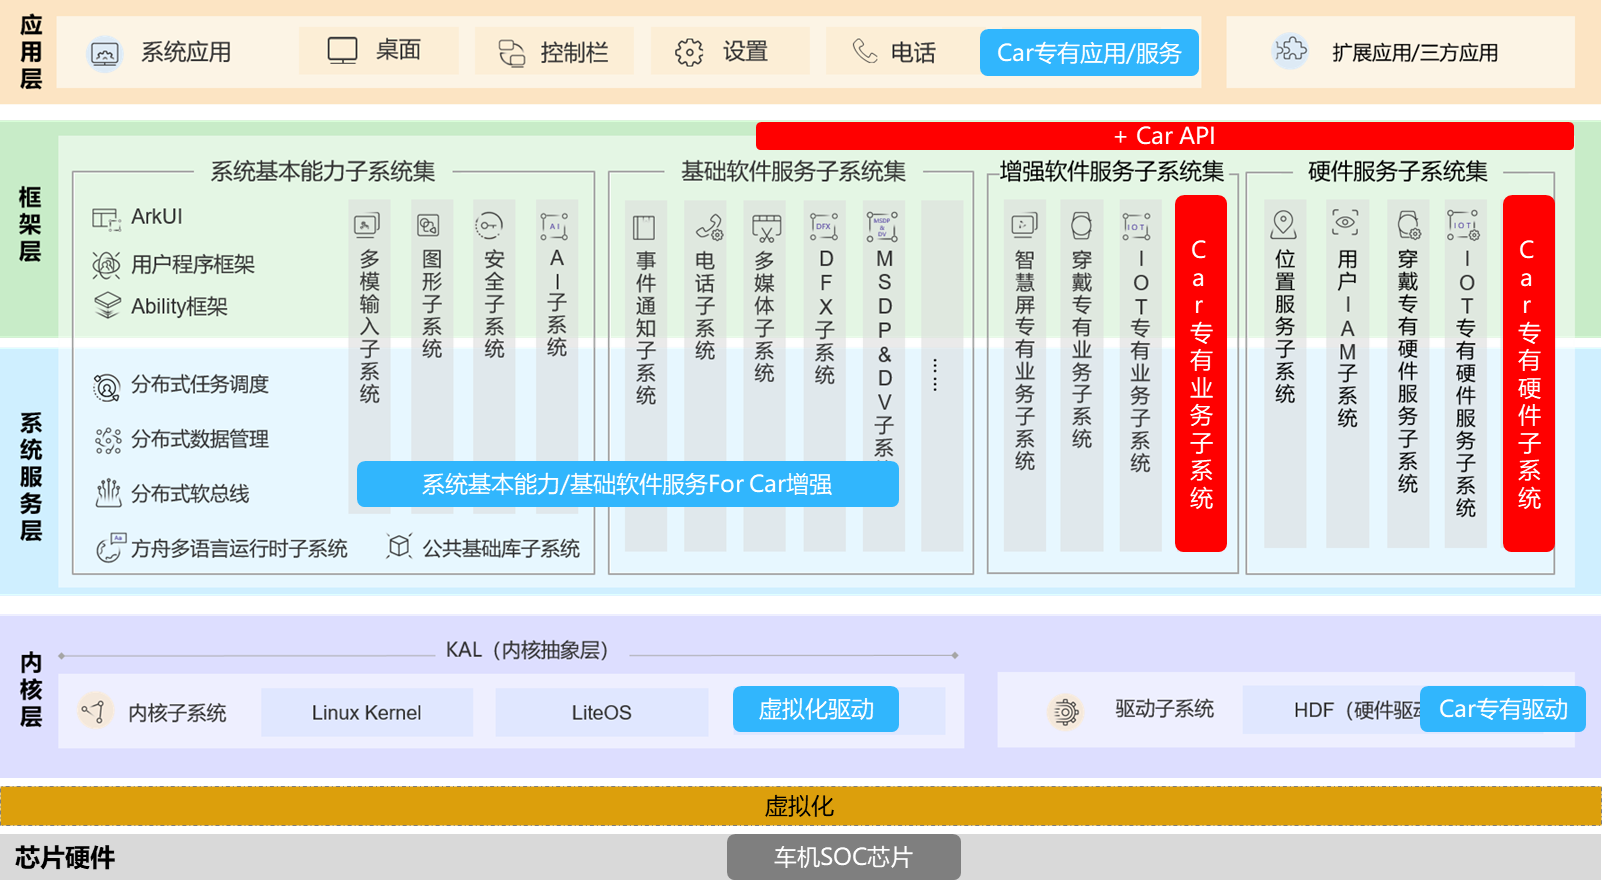 应用层
系统应用
桌面
控制栏
设置
电话
Car专有应用/服务
扩展应用/三方应用
框架层
+ Car API
系统基本能力子系统集
ArkUI
用户程序框架
Ability框架
多模输入子系统
图形子系统
安全子系统
AI
AI子系统
基础软件服务子系统集
事件通知子系统
电话子系统
多媒体子系统
DFX
DFX子系统
MSDP
&
DV
MSDP&DV子系
……
增强软件服务子系统集
智慧屏专有业务子系统
穿戴专有业务子系统
IOT
IOT专有业务子系统
Car专有业务子系统
硬件服务子系统集
位置服务子系统
用户IAM子系统
穿戴专有硬件服务子系统
IOT
IOT专有硬件服务子系统
Car专有硬件子系统
系统服务层
分布式任务调度
分布式数据管理
分布式软总线
系统基本能力/基础软件服务For Car增强
Aa
方舟多语言运行时子系统
公共基础库子系统
内核层
KAL（内核抽象层）
内核子系统
Linux Kernel
LiteOS
虚拟化驱动
驱动子系统
HDF（硬件驱动
Car专有驱动
虚拟化
芯片硬件
车机SOC芯片